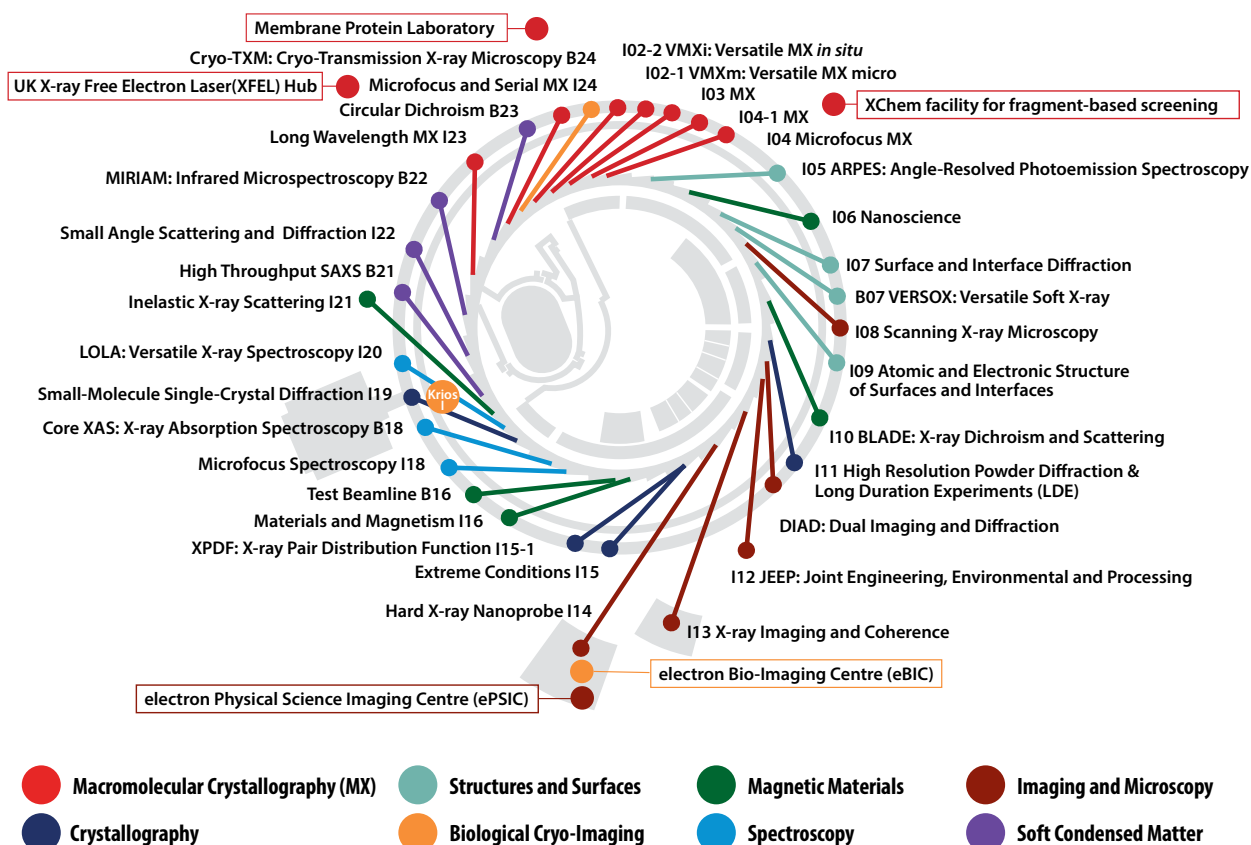 Membrane Protein Laboratory
Cryo-TXM: Cryo-Transmission X-ray Microscopy B24
UK X-ray Free Electron Laser(XFEL) Hub
Microfocus and Serial MX I24
Circular Dichroism B23
Long Wavelength MX I23
MIRIAM: Infrared Microspectroscopy B22
Small Angle Scattering and Diffraction I22
High Throughput SAXS B21
Inelastic X-ray Scattering I21
LOLA: Versatile X-ray Spectroscopy I20
Small-Molecule Single-Crystal Diffraction I19
Krios
I
Core XAS: X-ray Absorption Spectroscopy B18
Microfocus Spectroscopy I18
Test Beamline B16
Materials and Magnetism I16
XPDF: X-ray Pair Distribution Function I15-1
Extreme Conditions I15
Hard X-ray Nanoprobe I14
I02-2 VMXi: Versatile MX in situ
I02-1 VMXm: Versatile MX micro
I03 MX
XChem facility for fragment-based screening
I04-1 MX
I04 Microfocus MX
I05 ARPES: Angle-Resolved Photoemission Spectroscopy
I06 Nanoscience
I07 Surface and Interface Diffraction
B07 VERSOX: Versatile Soft X-ray
I08 Scanning X-ray Microscopy
I09 Atomic and Electronic Structure
of Surfaces and Interfaces
I10 BLADE: X-ray Dichroism and Scattering
I11 High Resolution Powder Diffraction &
Long Duration Experiments (LDE)
DIAD: Dual Imaging and Diffraction
I12 JEEP: Joint Engineering, Environmental and Processing
I13 X-ray Imaging and Coherence
electron Bio-Imaging Centre (eBIC)
electron Physical Science Imaging Centre (ePSIC)
Macromolecular Crystallography (MX)
Structures and Surfaces
Magnetic Materials
Imaging and Microscopy
Crystallography
Biological Cryo-Imaging
Spectroscopy
Soft Condensed Matter